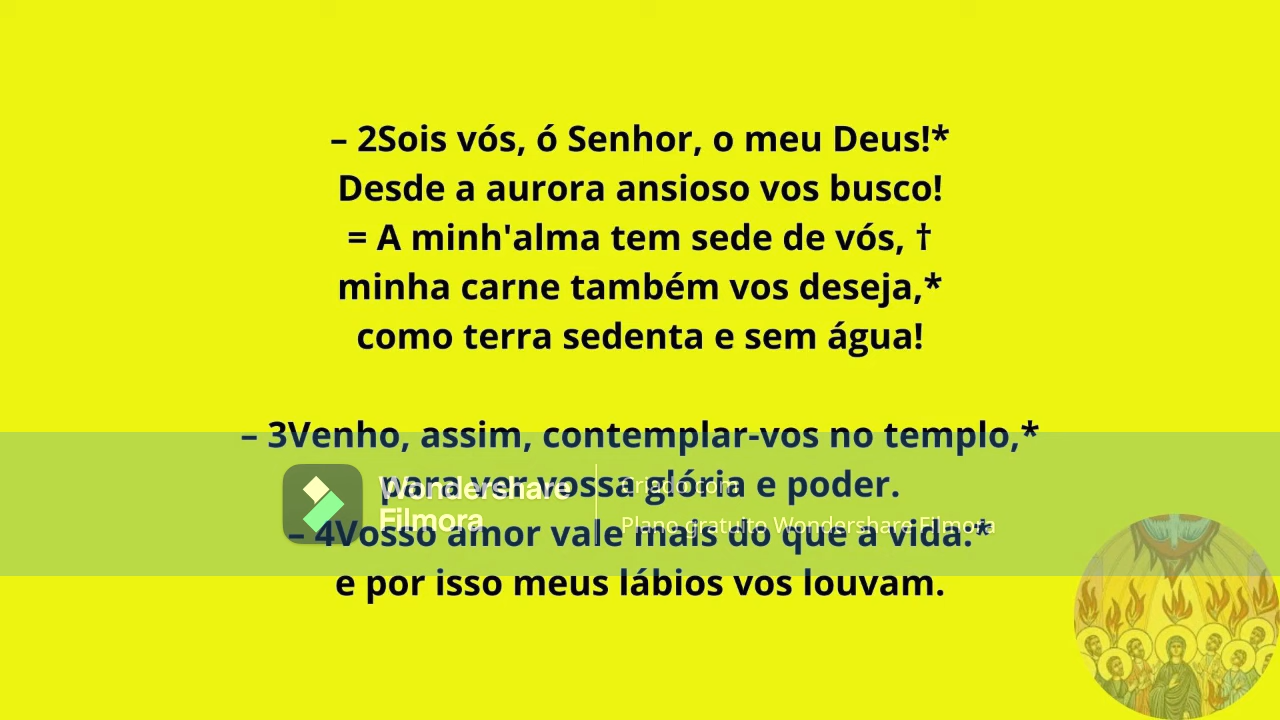 – 2Sois vós, ó Senhor, o meu Deus!*
Desde a aurora ansioso vos busco!
= A minh'alma tem sede de vós, †
minha carne também vos deseja,*
como terra sedenta e sem água!
– 3Venho, assim, contemplar-vos no templo,*
para ver vossa glória e poder.
– 4Vosso amor vale mais do que a vida:*
e por isso meus lábios vos louvam.
Wondershare
Filmora
Criado com
Plano gratuito Wondershare Filmora